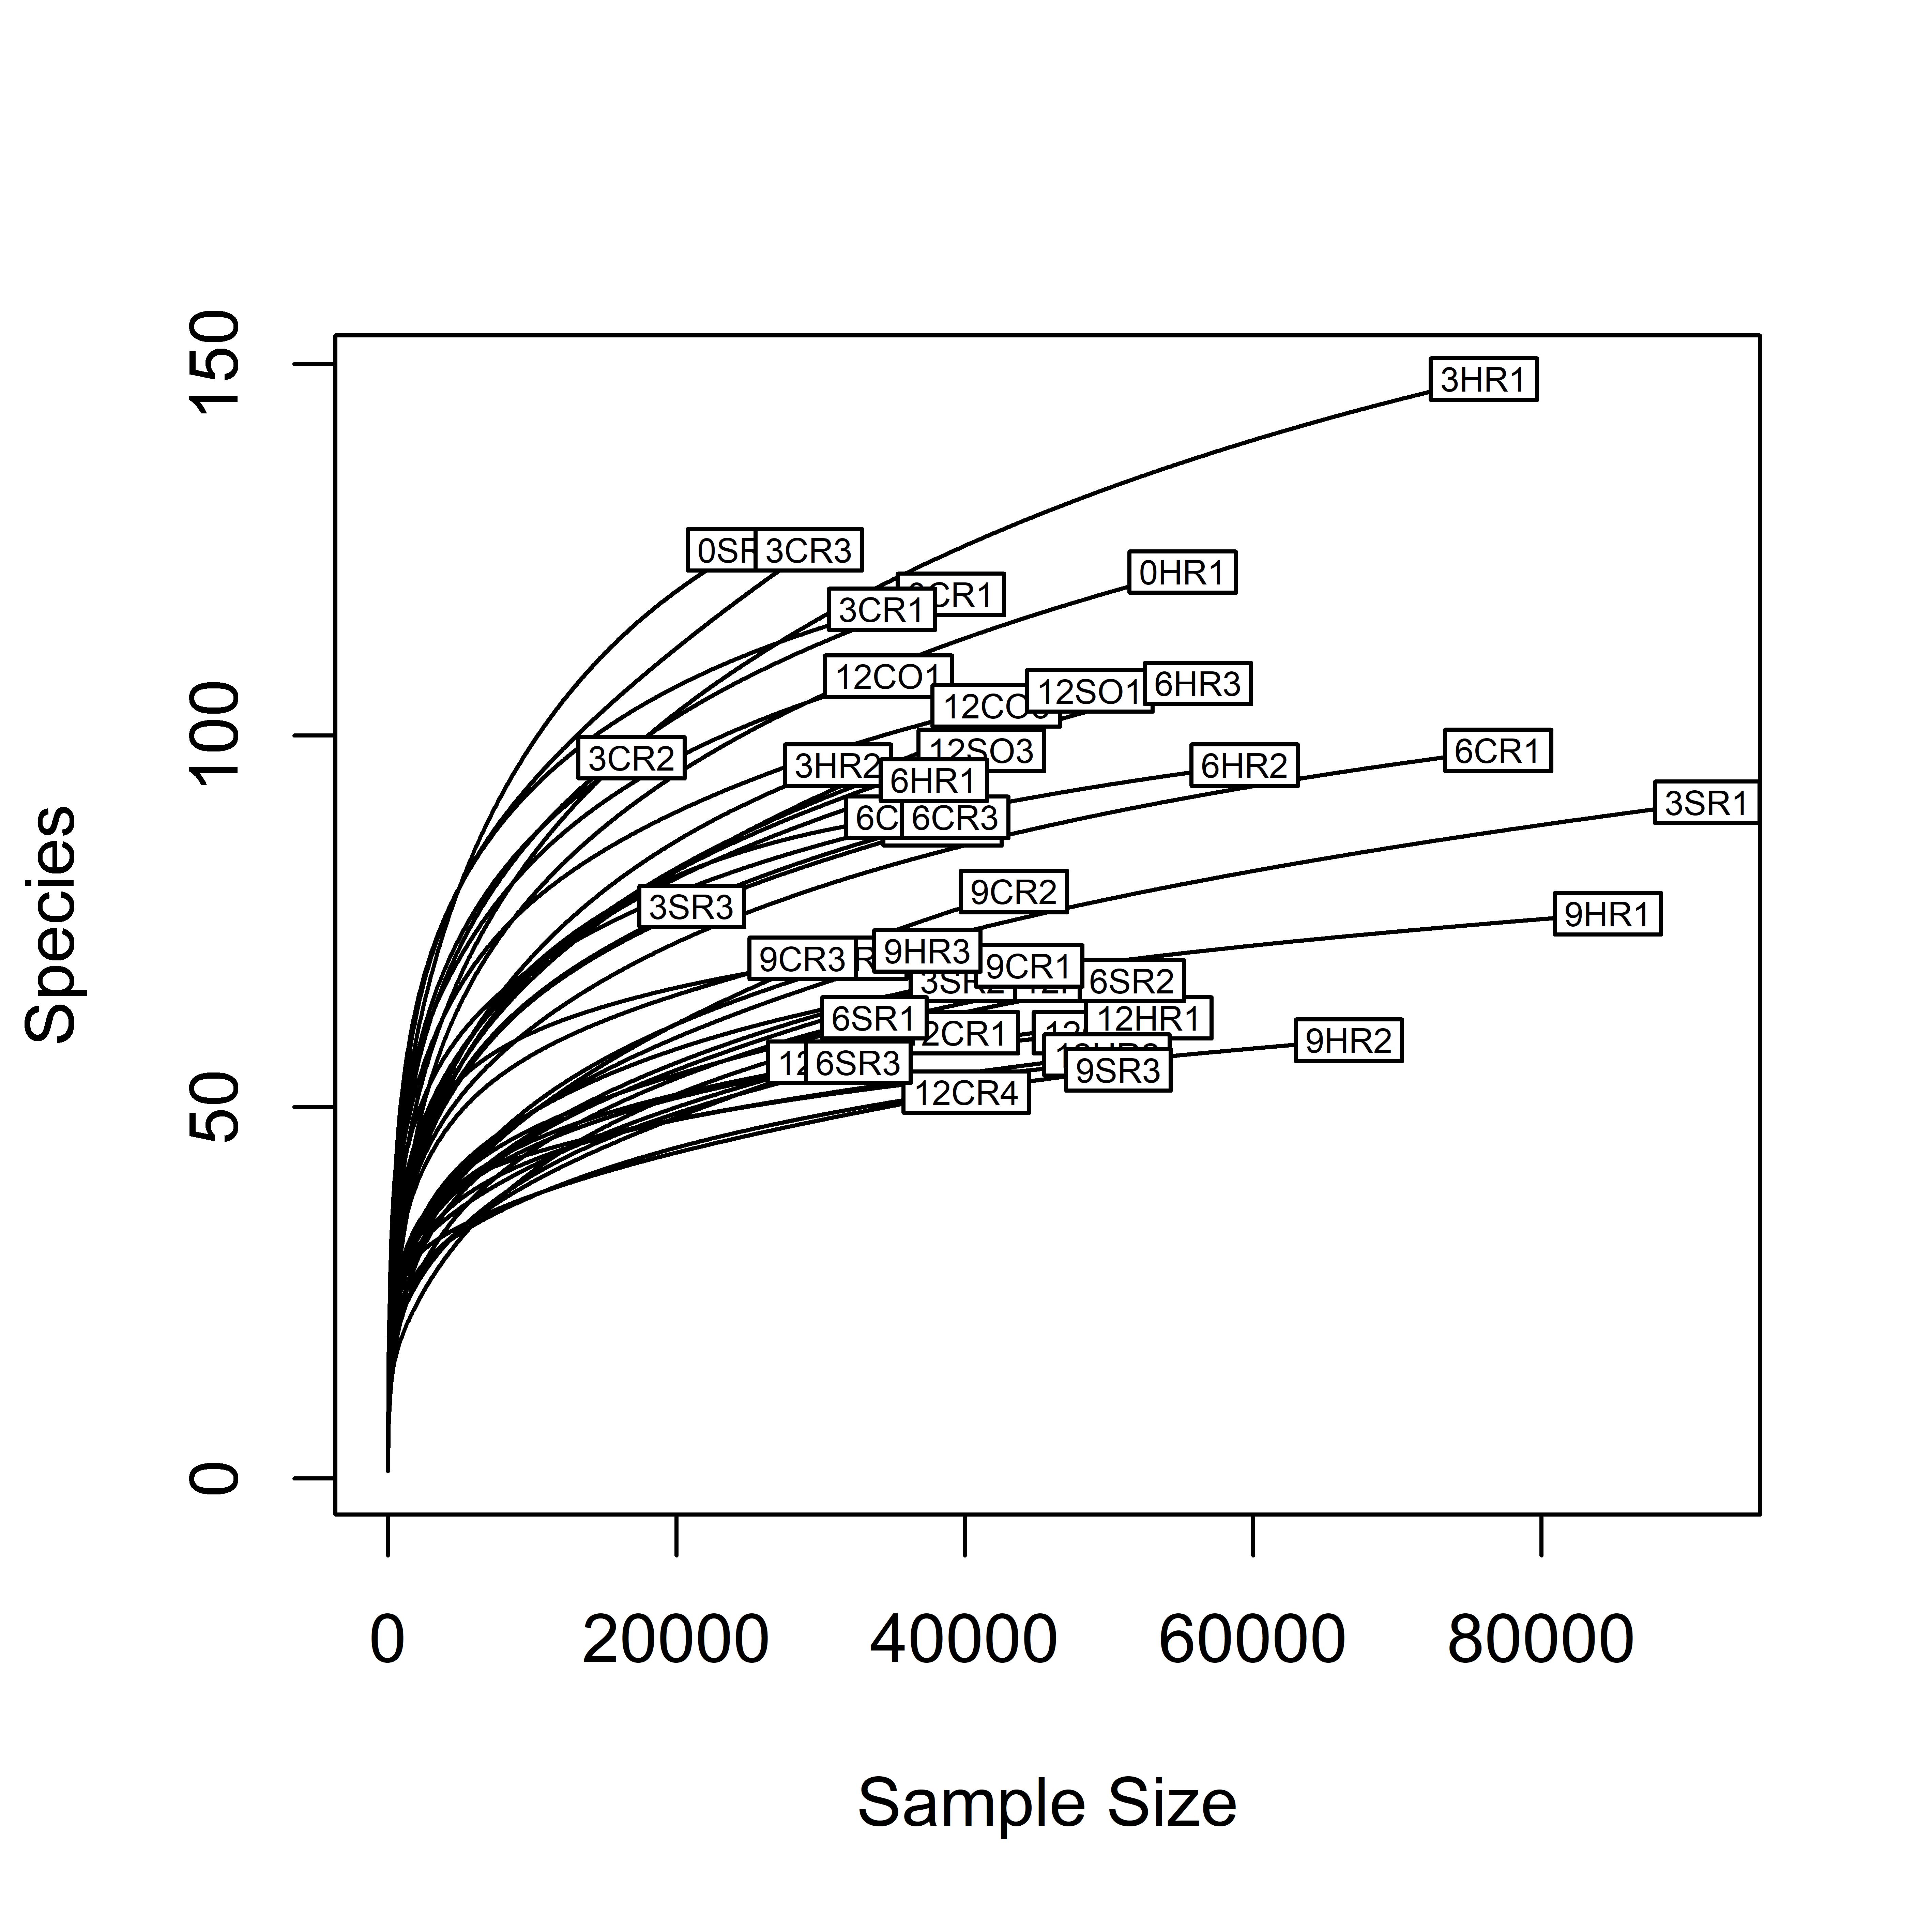 Species
150
100
50
0
3HR1
3CR3
0HR1
3CR1
12CO1
6HR3
12SO1
12SO3
3CR2
3HR2
6HR1
6HR2
6CR1
3SR1
6CR3
9CR2
3SR3
9HR1
9HR3
9CR3
9CR1
3SR2
6SR2
6SR1
12HR1
9HR2
6SR3
9SR3
12CR4
0 20000 40000 60000 80000
Sample Size